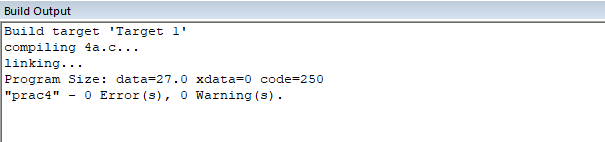 Build Output
Build target 'Target 1'
compiling 4a.c...
linking...
Program Size: data=27.0 xdata=0 code=250
"prac4" - 0 Error(s), 0 Warning(s).